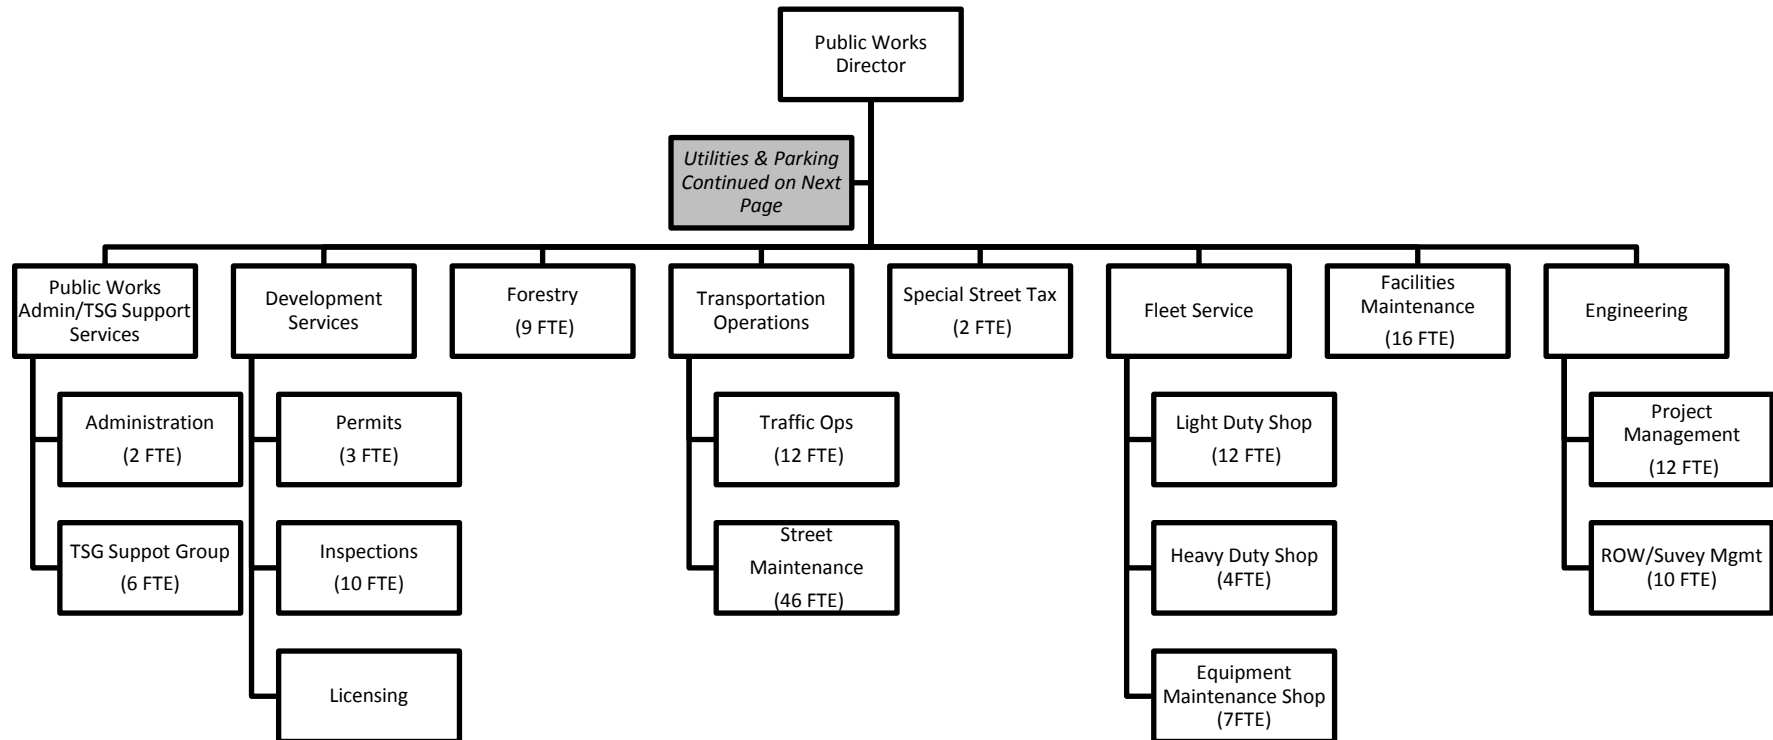 Public Works
Director
Utilities & Parking
Continued on Next
Page
Public Works
Admin/TSG Support
Services
Development
Services
Forestry
(9 FTE)
Transportation
Operations
Special Street Tax
(2 FTE)
Fleet Service
Facilities
Maintenance
(16 FTE)
Engineering
Administration
(2 FTE)
Permits
(3 FTE)
Traffic Ops
(12 FTE)
Light Duty Shop
(12 FTE)
Project
Management
(12 FTE)
TSG Suppot Group
(6 FTE)
Inspections
(10 FTE)
Street
Maintenance
(46 FTE)
Heavy Duty Shop
(4FTE)
ROW/Suvey Mgmt
(10 FTE)
Licensing
Equipment
Maintenance Shop
(7FTE)